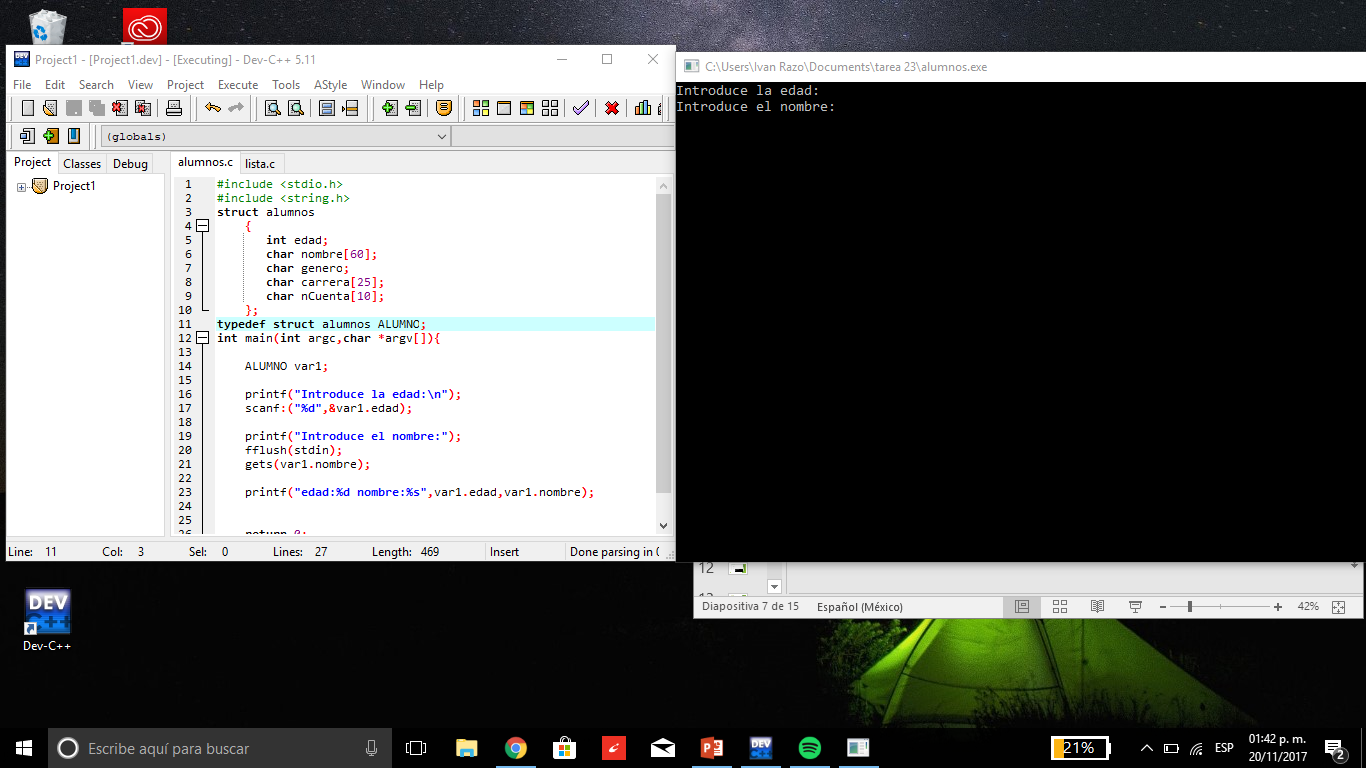 Project1 - [Project1.dev] - [Executing] - Dev-C++ 5.11
File Edit Search View Project Execute Tools AStyle Window Help
(globals)
Project Classes Debug
Project1
alumnos.c lista.c
1 #include <stdio.h>
2 #include <string.h>
3 struct alumnos
4 {
5 int edad;
6 char nombre[60];
7 char genero;
8 char carrera[25];
9 char nCuenta[10];
10 };
11 typedef struct alumnos ALUMNO;
12 int main(int argc,char *argv[]){
13
14 ALUMNO var1;
15
16 printf("Introduce la edad:\n");
17 scanf:("%d",&var1.edad);
18
19 printf("Introduce el nombre:");
20 fflush(stdin);
21 gets(var1.nombre);
22
23 printf("edad:%d nombre:%s",var1.edad,var1.nombre);
24
25
26 return 0;
Line: 11 Col: 3 Sel: 0 Lines: 27 Length: 469 Insert Done parsing in (
C:\Users\Ivan Razo\Documents\tarea 23\alumnos.exe
Introduce la edad:
Introduce el nombre:
12
Diapositiva 7 de 15 Español (México) 42%
DEV
Dev-C++
Escribe aquí para buscar
21%
ESP
01:42 p. m.
20/11/2017
2